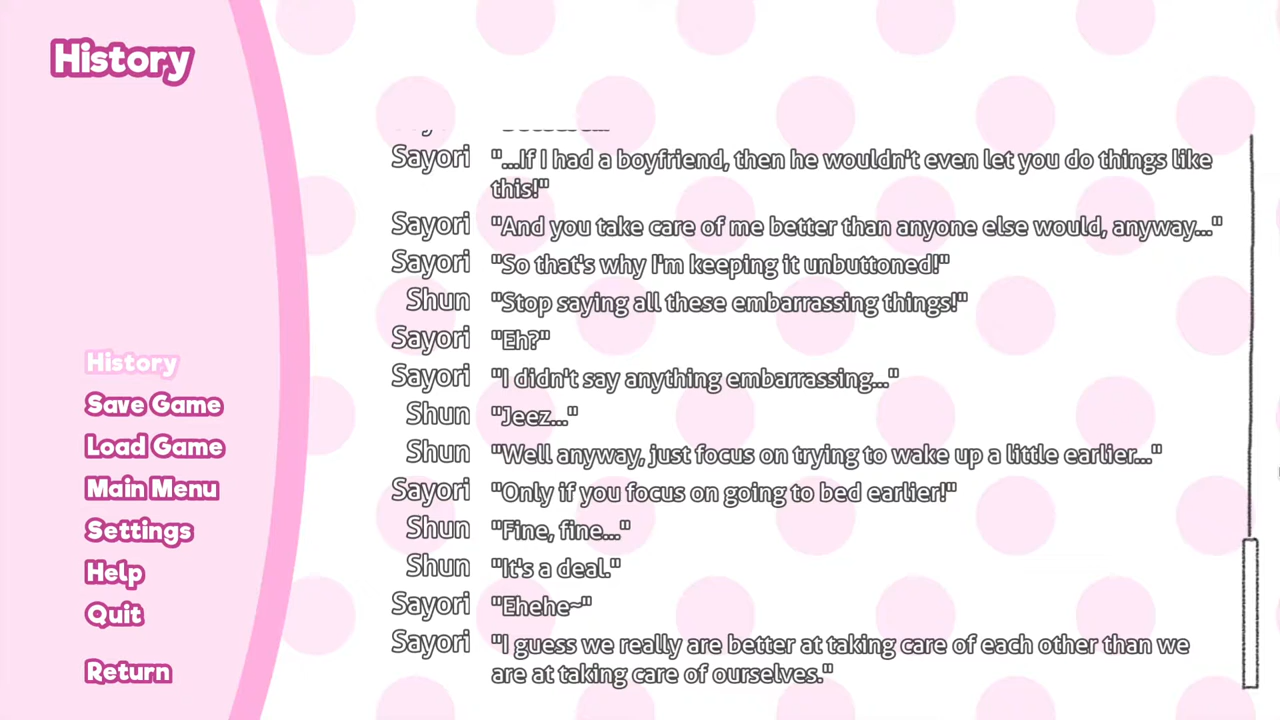 History
Sayori "...If I had a boyfriend, then he wouldn't even let you do things like
this!"
Sayori "And you take care of me better than anyone else would, anyway..."
Sayori "So that's why I'm keeping it unbuttoned!"
Shun "Stop saying all these embarrassing things!"
Sayori "Eh?"
Sayori "I didn't say anything embarrassing..."
Shun "Jeez..."
Shun "Well anyway, just focus on trying to wake up a little earlier..."
Sayori "Only if you focus on going to bed earlier!"
Shun "Fine, fine..."
Shun "It's a deal."
Sayori "Ehehe~"
Sayori "I guess we really are better at taking care of each other than we
are at taking care of ourselves."
History
Save Game
Load Game
Main Menu
Settings
Help
Quit
Return